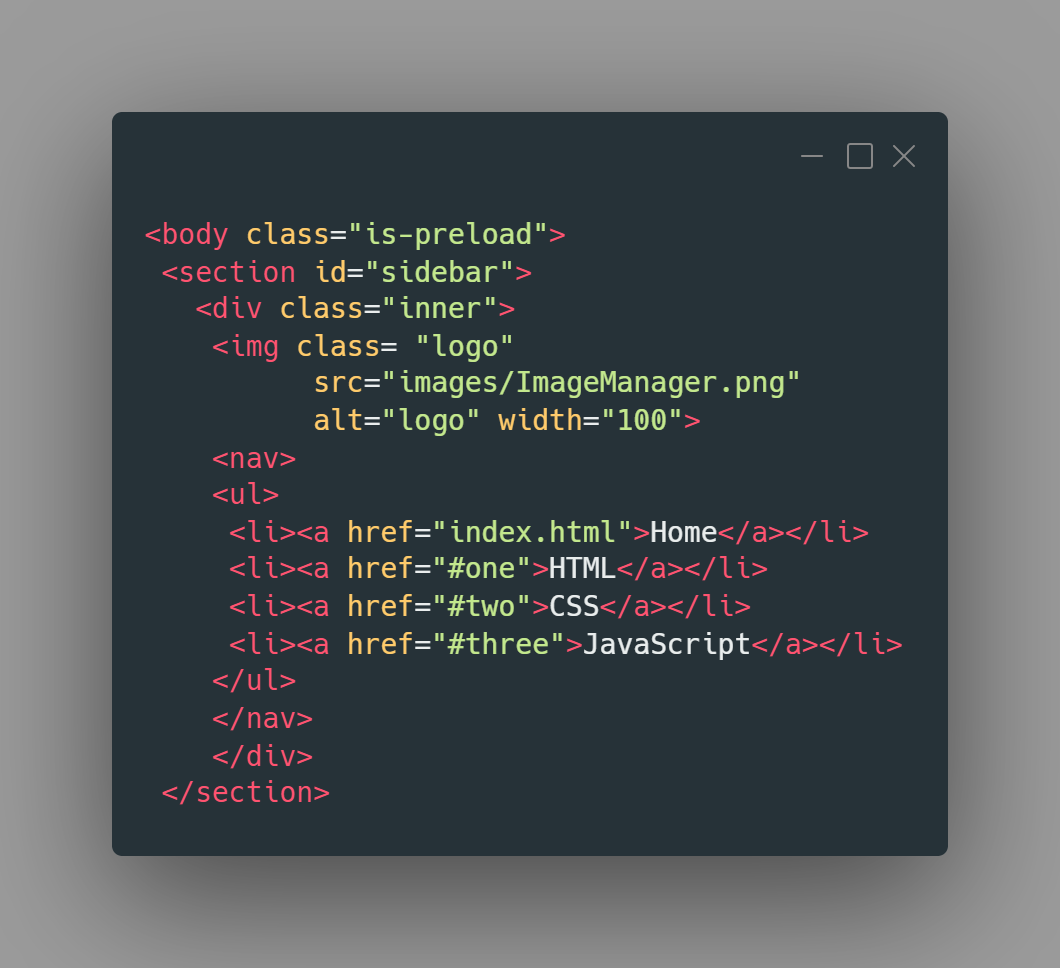 <body class="is-preload">
 <section id="sidebar">
   <div class="inner">
    <img class= "logo"
          src="images/ImageManager.png"
          alt="logo" width="100">
    <nav>
    <ul>
     <li><a href="index.html">Home</a></li>
     <li><a href="#one">HTML</a></li>
     <li><a href="#two">CSS</a></li>
     <li><a href="#three">JavaScript</a></li>
    </ul>
    </nav>
    </div>
 </section>